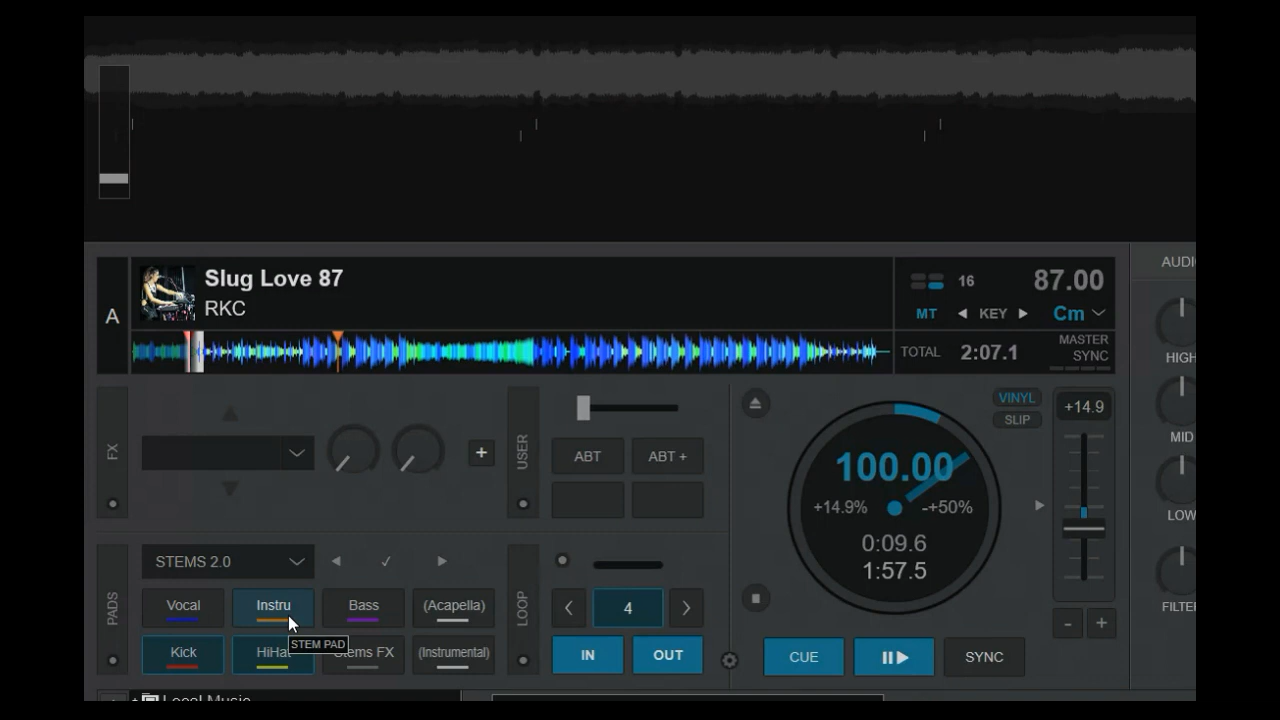 AUDI
A
Slug Love 87
RKC
16
87.00
MT
KEY
Cm
TOTAL
2:07.1
MASTER
SYNC
HIGH
MID
LOW
FILTE
FX
+
USER
ABT
ABT +
VINYL
SLIP
+14.9
100.00
+14.9%
-+50%
0:09.6
1:57.5
- +
PADS
STEMS 2.0
Vocal
Instru
Bass
(Acapella)
STEM PAD
Kick
HiHat
Stems FX
(Instrumental)
LOOP
4
IN
OUT
CUE
SYNC
Local Music